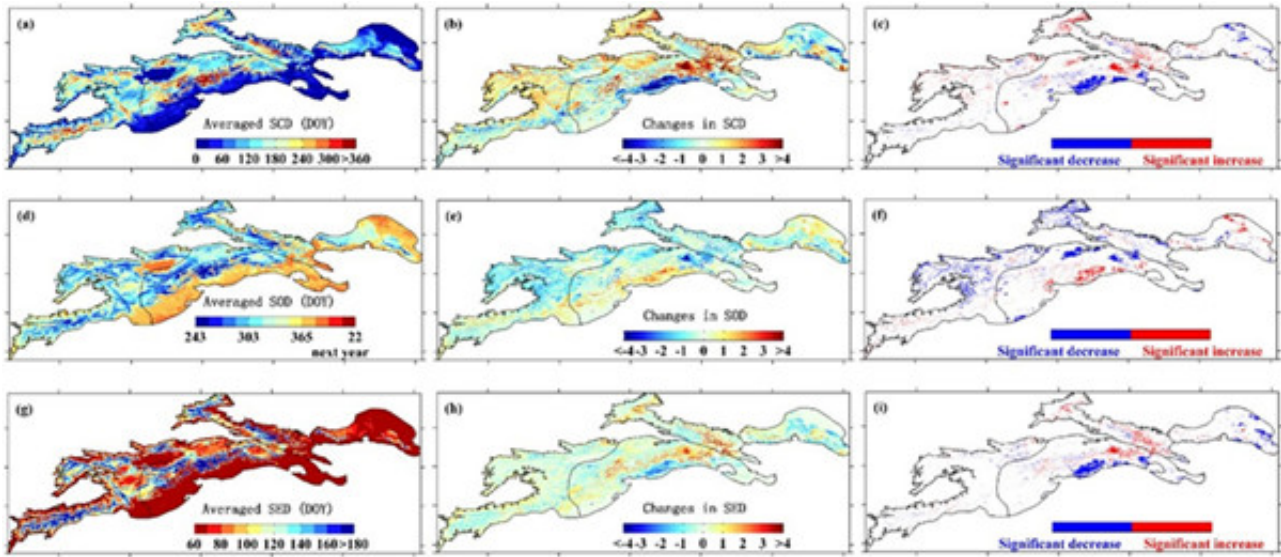 (a)
Averaged SCD (DOY)
0 60 120 180 240 300 >360
(b)
Changes in SCD
<-4 -3 -2 -1 0 1 2 3 >4
(c)
Significant decrease Significant increase
(d)
Averaged SOD (DOY)
243 303 365 22
next year
(e)
Changes in SOD
<-4 -3 -2 -1 0 1 2 3 >4
(f)
Significant decrease Significant increase
(g)
Averaged SED (DOY)
60 80 100 120 140 160 >180
(h)
Changes in SED
<-4 -3 -2 -1 0 1 2 3 >4
(i)
Significant decrease Significant increase